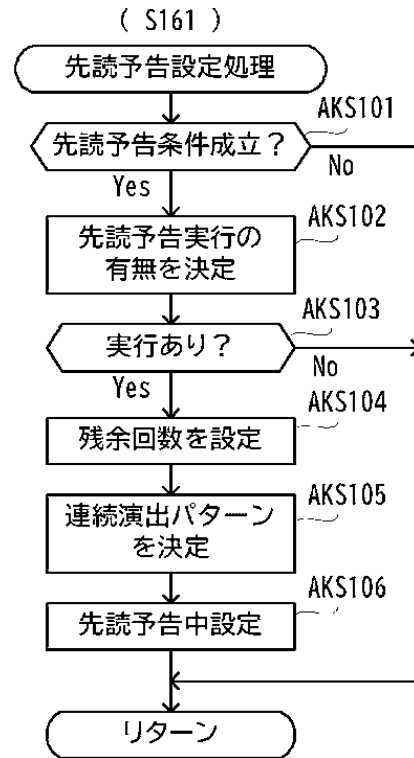 ( S161 )
先読予告設定処理
AKS101
先読予告条件成立?
No
Yes
AKS102
先読予告実行の
有無を決定
AKS103
実行あり?
No
Yes
AKS104
残余回数を設定
AKS105
連続演出パターン
を決定
AKS106
先読予告中設定
リターン